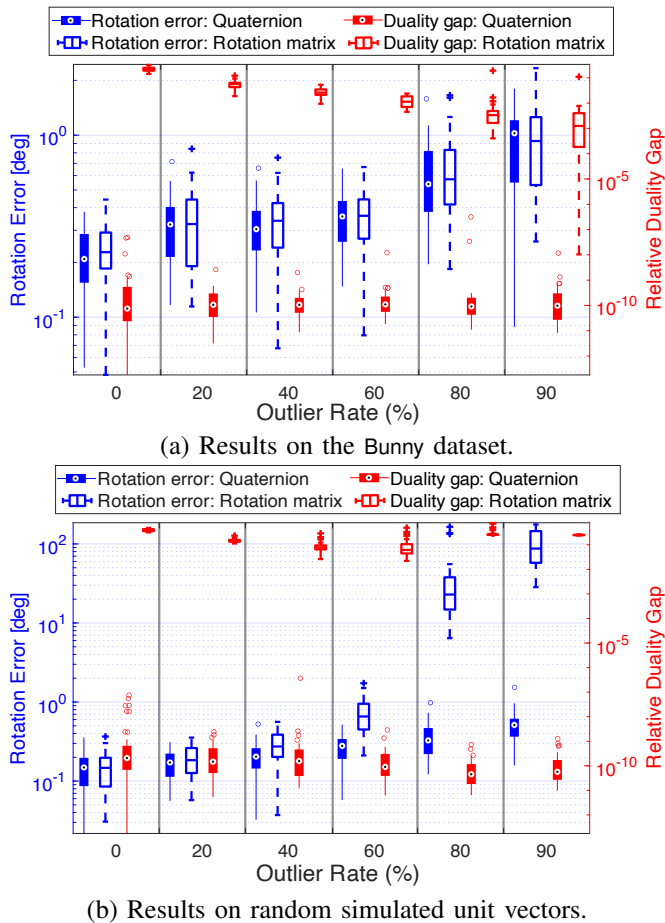 Rotation error: Quaternion
Duality gap: Quaternion
Rotation error: Rotation matrix
Duality gap: Rotation matrix
Rotation Error [deg]
10^0
10^-1
10^-5
10^-10
Relative Duality Gap
0 20 40 60 80 90
Outlier Rate (%)
(a) Results on the Bunny dataset.
Rotation error: Quaternion
Duality gap: Quaternion
Rotation error: Rotation matrix
Duality gap: Rotation matrix
Rotation Error [deg]
10^2
10^1
10^0
10^-1
10^-5
10^-10
Relative Duality Gap
0 20 40 60 80 90
Outlier Rate (%)
(b) Results on random simulated unit vectors.